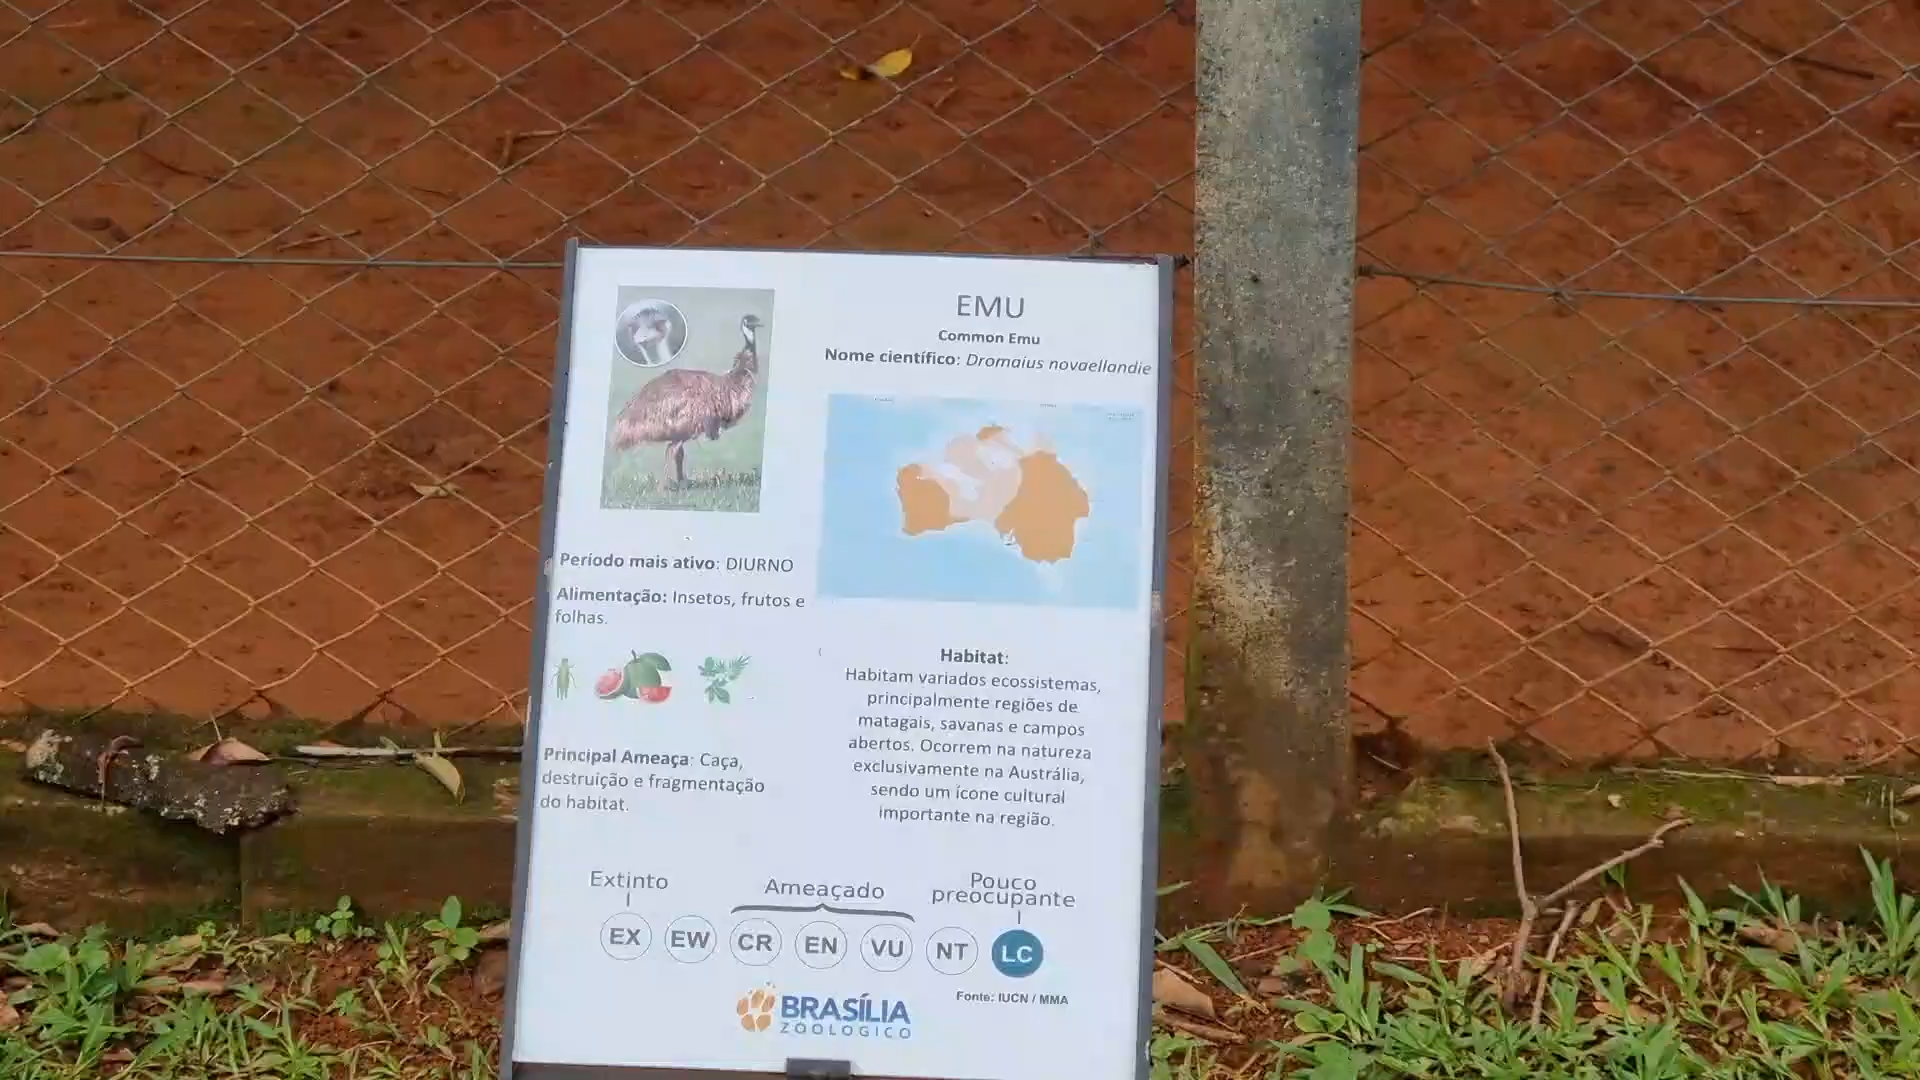 EMU
Common Emu
Nome científico: Dromaius novaellandie
Período mais ativo: DIURNO
Alimentação: Insetos, frutos e
folhas.
Principal Ameaça: Caça,
destruição e fragmentação
do habitat.
Habitat:
Habitam variados ecossistemas,
principalmente regiões de
matagais, savanas e campos
abertos. Ocorrem na natureza
exclusivamente na Austrália,
sendo um ícone cultural
importante na região.
Extinto
Ameaçado
Pouco
preocupante
EX EW CR EN VU NT LC
Fonte: IUCN / MMA
BRASÍLIA
ZOOLOGICO